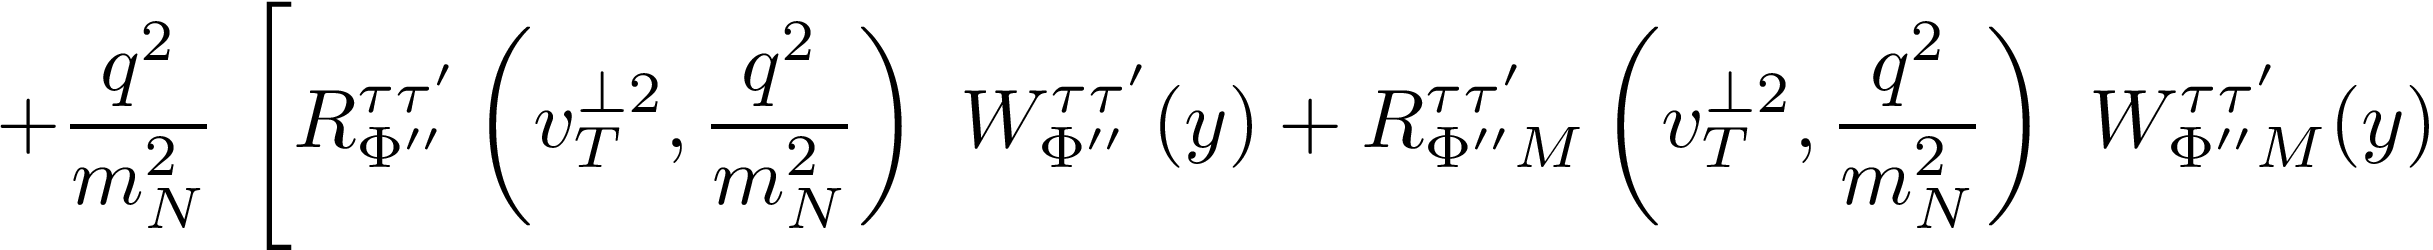 $+\frac{q^2}{m_N^2} \left[ R_{\Phi''}^{\tau\tau'} \left( v_T^{\perp 2}, \frac{q^2}{m_N^2} \right) W_{\Phi''}^{\tau\tau'}(y) + R_{\Phi''M}^{\tau\tau'} \left( v_T^{\perp 2}, \frac{q^2}{m_N^2} \right) W_{\Phi''M}^{\tau\tau'}(y) \right.$